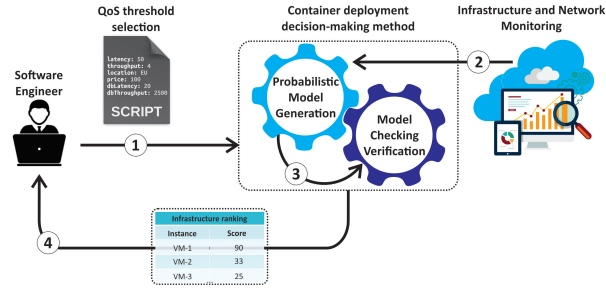 QoS threshold
selection
Container deployment
decision-making method
Infrastructure and Network
Monitoring
latency: 50
throughput: 4
location: EU
price: 100
dbLatency: 20
dbThroughput: 2500
SCRIPT
Software
Engineer
Probabilistic
Model
Generation
Model
Checking
Verification
1
2
3
4
Infrastructure ranking
Instance Score
VM-1 90
VM-2 33
VM-3 25
...